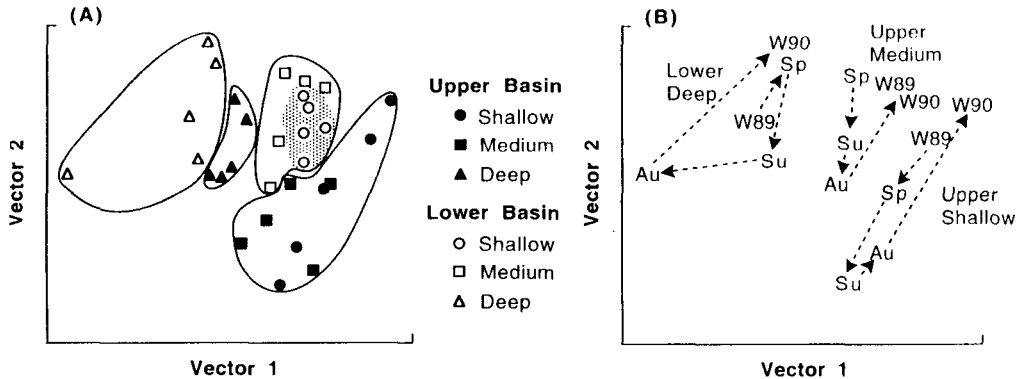 (A)
Vector 2
Vector 1
Upper Basin
Shallow
Medium
Deep
Lower Basin
Shallow
Medium
Deep
(B)
Vector 2
Vector 1
W90
Sp
Lower
Deep
W89
Su
Au
Upper
Medium
Sp
W89
W90
Su
Au
W90
W89
Sp
Upper
Shallow
Au
Su